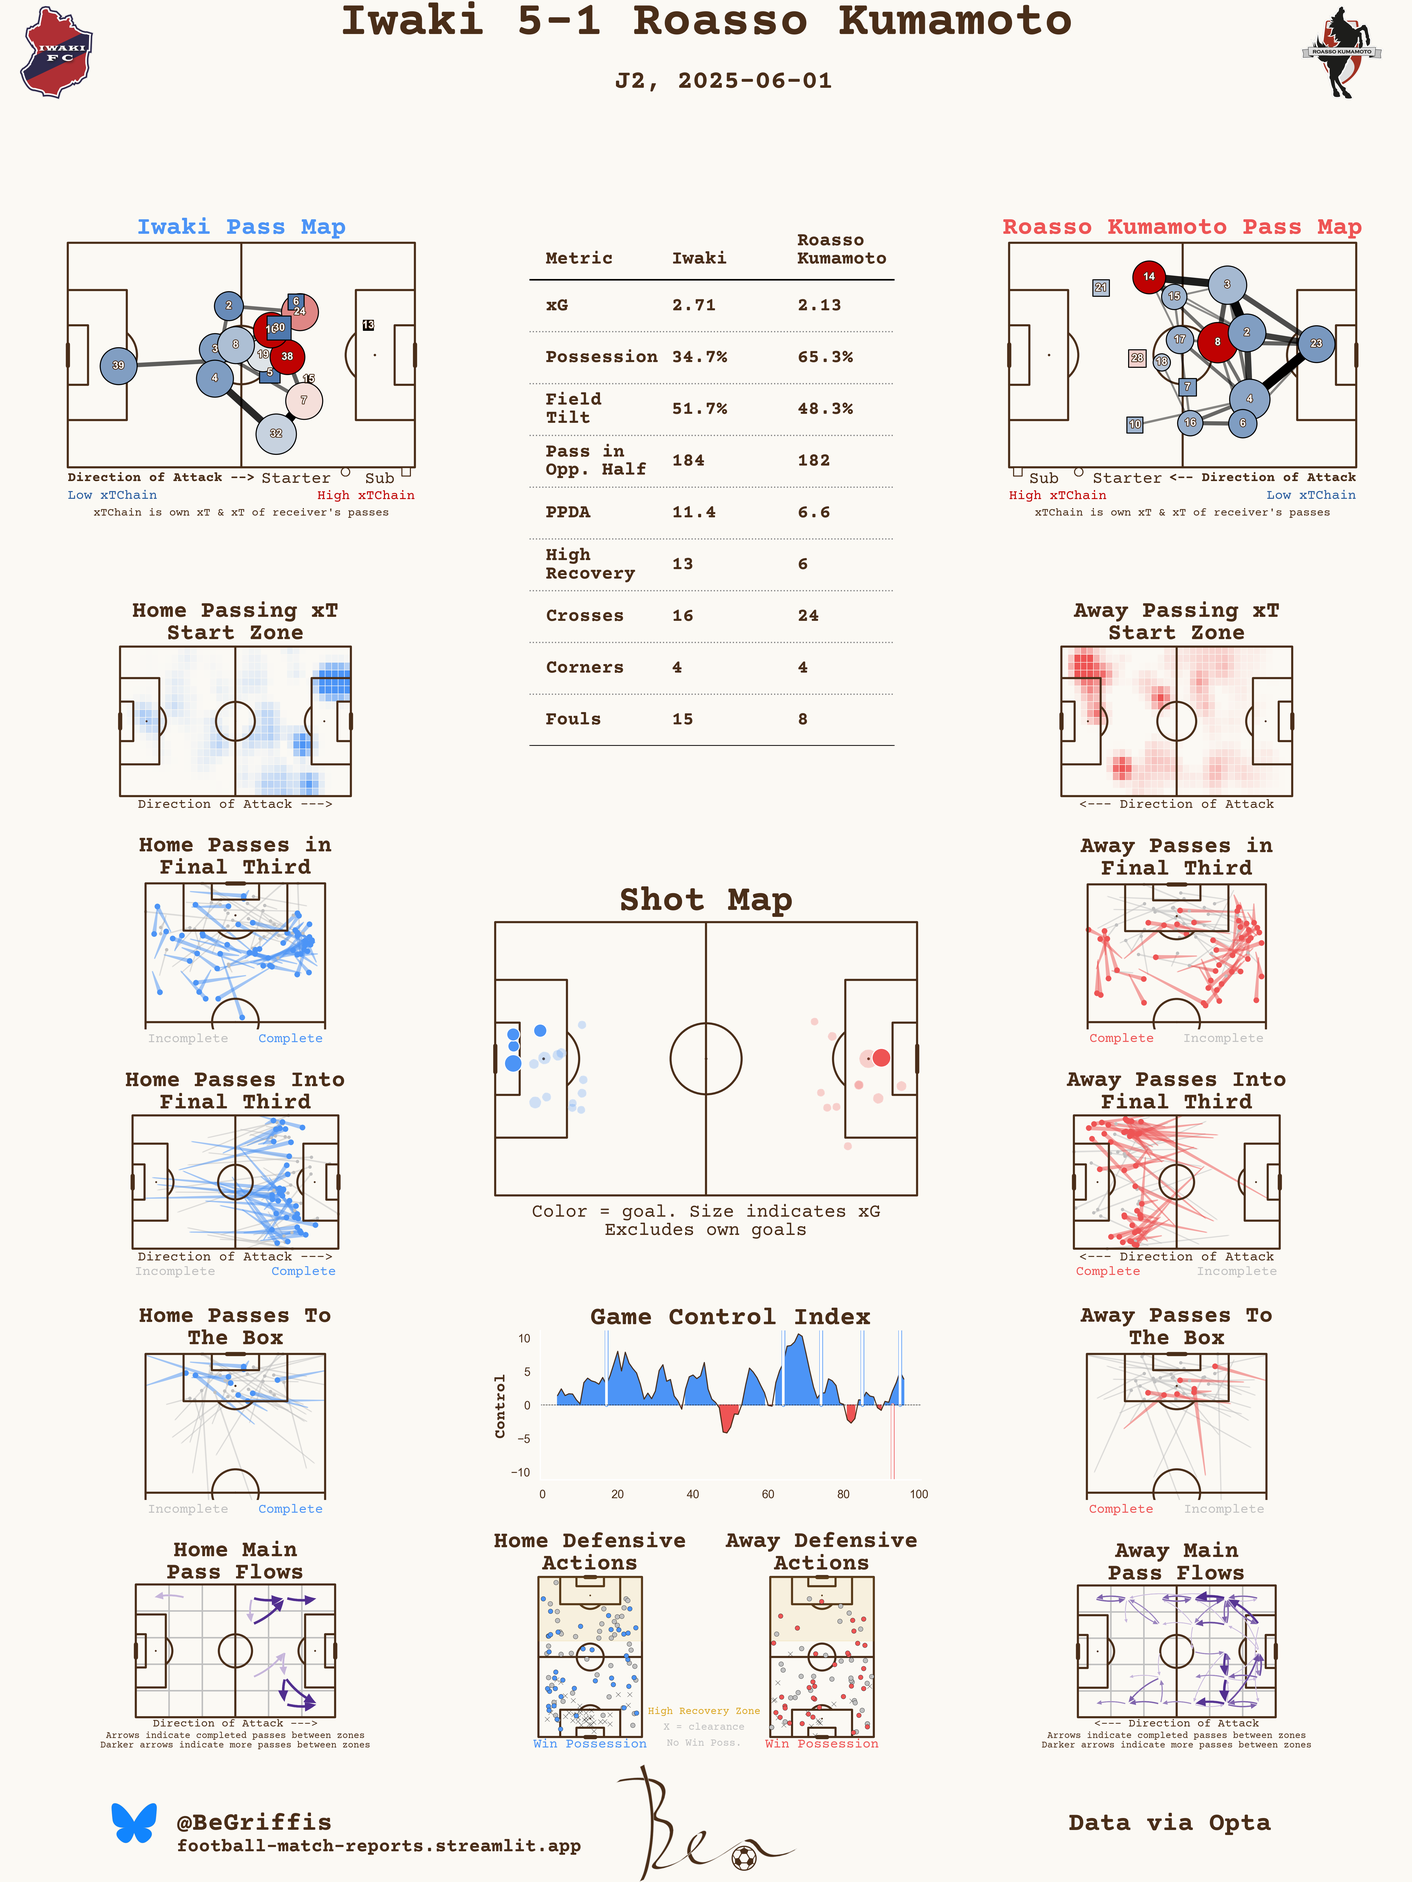 Iwaki 5-1 Roasso Kumamoto
J2, 2025-06-01
IWAKI
FC
ROASSO KUMAMOTO
Iwaki Pass Map
2
6
24
13
10
30
3
8
19
38
39
4
5
15
7
32
Direction of Attack --> Starter Sub
Low xTChain High xTChain
xTChain is own xT & xT of receiver's passes
Metric Iwaki Roasso Kumamoto
xG 2.71 2.13
Possession 34.7% 65.3%
Field Tilt 51.7% 48.3%
Pass in Opp. Half 184 182
PPDA 11.4 6.6
High Recovery 13 6
Crosses 16 24
Corners 4 4
Fouls 15 8
Roasso Kumamoto Pass Map
14
21
15
3
2
17
8
23
28
18
7
4
10
16
6
Sub Starter <-- Direction of Attack
High xTChain Low xTChain
xTChain is own xT & xT of receiver's passes
Home Passing xT
Start Zone
Direction of Attack --->
Away Passing xT
Start Zone
<--- Direction of Attack
Home Passes in
Final Third
Incomplete Complete
Away Passes in
Final Third
Complete Incomplete
Shot Map
Color = goal. Size indicates xG
Excludes own goals
Home Passes Into
Final Third
Direction of Attack --->
Incomplete Complete
Away Passes Into
Final Third
<--- Direction of Attack
Complete Incomplete
Home Passes To
The Box
Incomplete Complete
Game Control Index
Control
10
5
0
−5
−10
0 20 40 60 80 100
Away Passes To
The Box
Complete Incomplete
Home Main
Pass Flows
Direction of Attack --->
Arrows indicate completed passes between zones
Darker arrows indicate more passes between zones
Home Defensive
Actions
Win Possession
High Recovery Zone
X = clearance
No Win Poss.
Away Defensive
Actions
Win Possession
Away Main
Pass Flows
<--- Direction of Attack
Arrows indicate completed passes between zones
Darker arrows indicate more passes between zones
@BeGriffis
football-match-reports.streamlit.app
Ben
Data via Opta